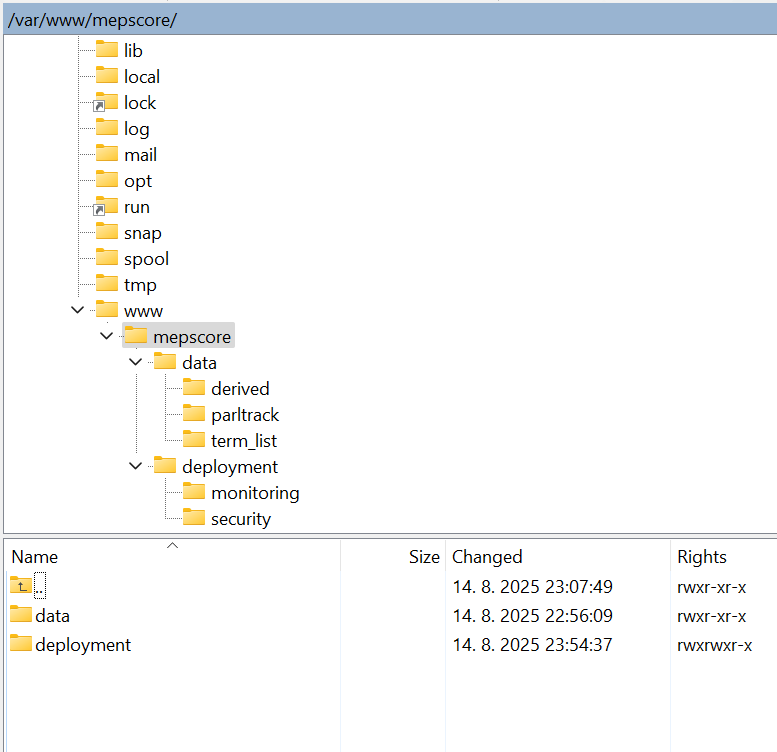 /var/www/mepscore/
lib
local
lock
log
mail
opt
run
snap
spool
tmp
www
mepscore
data
derived
parltrack
term_list
deployment
monitoring
security
Name Size Changed Rights
.. 14. 8. 2025 23:07:49 rwxr-xr-x
data 14. 8. 2025 22:56:09 rwxr-xr-x
deployment 14. 8. 2025 23:54:37 rwxrwxr-x